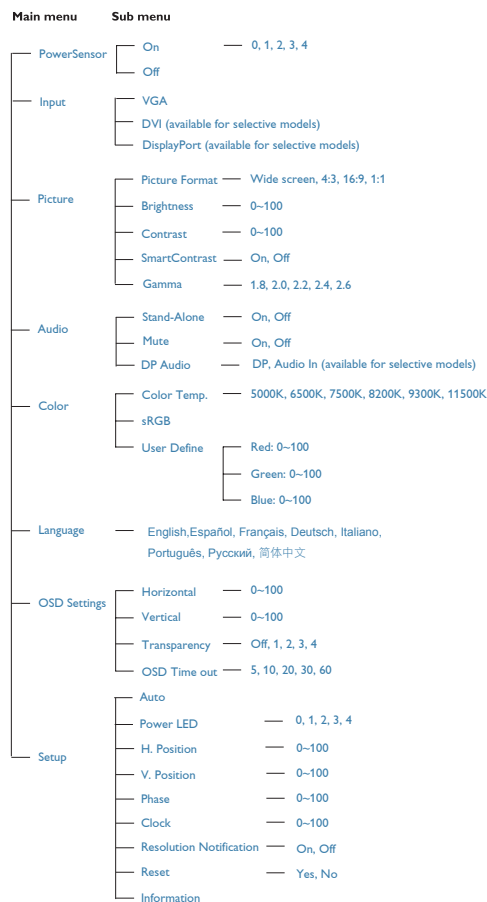 Main menu Sub menu
PowerSensor On 0, 1, 2, 3, 4
Off
Input VGA
DVI (available for selective models)
DisplayPort (available for selective models)
Picture Picture Format Wide screen, 4:3, 16:9, 1:1
Brightness 0~100
Contrast 0~100
SmartContrast On, Off
Gamma 1.8, 2.0, 2.2, 2.4, 2.6
Audio Stand-Alone On, Off
Mute On, Off
DP Audio DP, Audio In (available for selective models)
Color Color Temp. 5000K, 6500K, 7500K, 8200K, 9300K, 11500K
sRGB
User Define Red: 0~100
Green: 0~100
Blue: 0~100
Language English,Español, Français, Deutsch, Italiano,
Português, Русский, 简体中文
OSD Settings Horizontal 0~100
Vertical 0~100
Transparency Off, 1, 2, 3, 4
OSD Time out 5, 10, 20, 30, 60
Setup Auto
Power LED 0, 1, 2, 3, 4
H. Position 0~100
V. Position 0~100
Phase 0~100
Clock 0~100
Resolution Notification On, Off
Reset Yes, No
Information